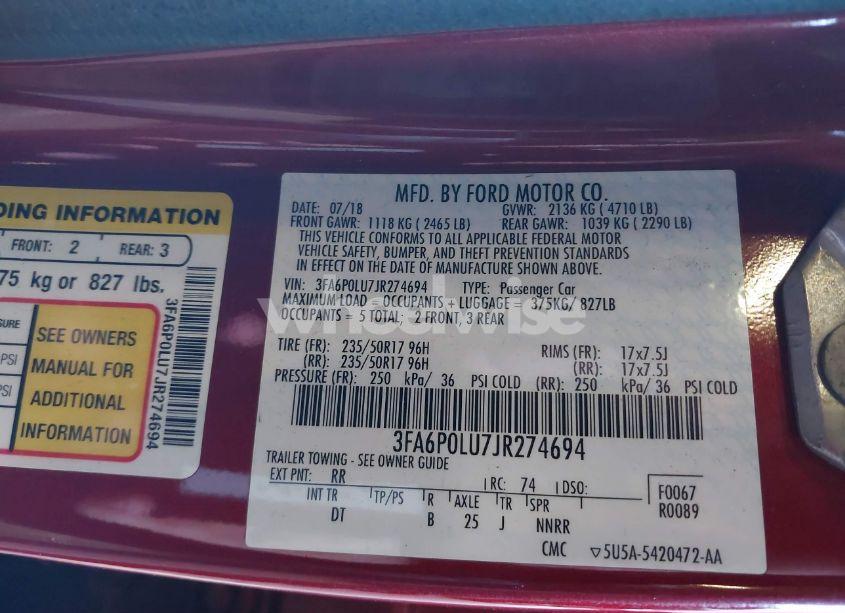 DING INFORMATION
FRONT: 2 REAR: 3
75 kg or 827 lbs.
SURE
PSI
PSI
SEE OWNERS
MANUAL FOR
ADDITIONAL
INFORMATION
3FA6P0LU7JR274694
MFD. BY FORD MOTOR CO.
DATE: 07/18 GVWR: 2136 KG ( 4710 LB)
FRONT GAWR: 1118 KG ( 2465 LB) REAR GAWR: 1039 KG ( 2290 LB)
THIS VEHICLE CONFORMS TO ALL APPLICABLE FEDERAL MOTOR
VEHICLE SAFETY, BUMPER, AND THEFT PREVENTION STANDARDS
IN EFFECT ON THE DATE OF MANUFACTURE SHOWN ABOVE.
VIN: 3FA6P0LU7JR274694 TYPE: Passenger Car
MAXIMUM LOAD = OCCUPANTS + LUGGAGE = 375KG/ 827LB
OCCUPANTS = 5 TOTAL; 2 FRONT, 3 REAR
wheelwise
TIRE (FR): 235/50R17 96H RIMS (FR): 17x7.5J
(RR): 235/50R17 96H (RR): 17x7.5J
PRESSURE (FR): 250 kPa/ 36 PSI COLD (RR): 250 kPa/ 36 PSI COLD
3FA6P0LU7JR274694
TRAILER TOWING - SEE OWNER GUIDE
EXT PNT: RR RC: 74 DSO:
INT TR TP/PS R AXLE TR SPR
DT B 25 J NNRR
F0067
R0089
CMC ▽5U5A-5420472-AA